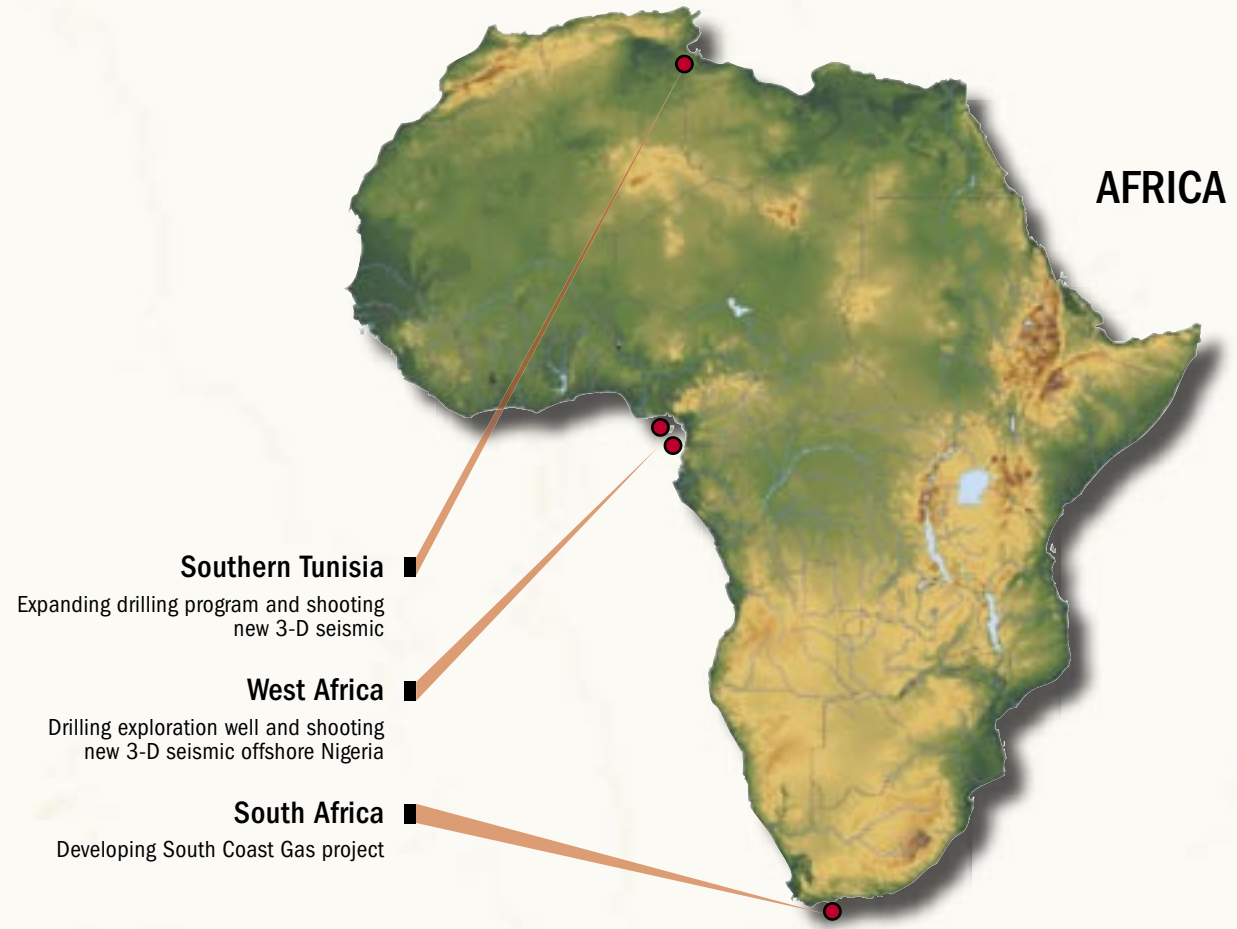 AFRICA
Southern Tunisia
Expanding drilling program and shooting
new 3-D seismic
West Africa
Drilling exploration well and shooting
new 3-D seismic offshore Nigeria
South Africa
Developing South Coast Gas project